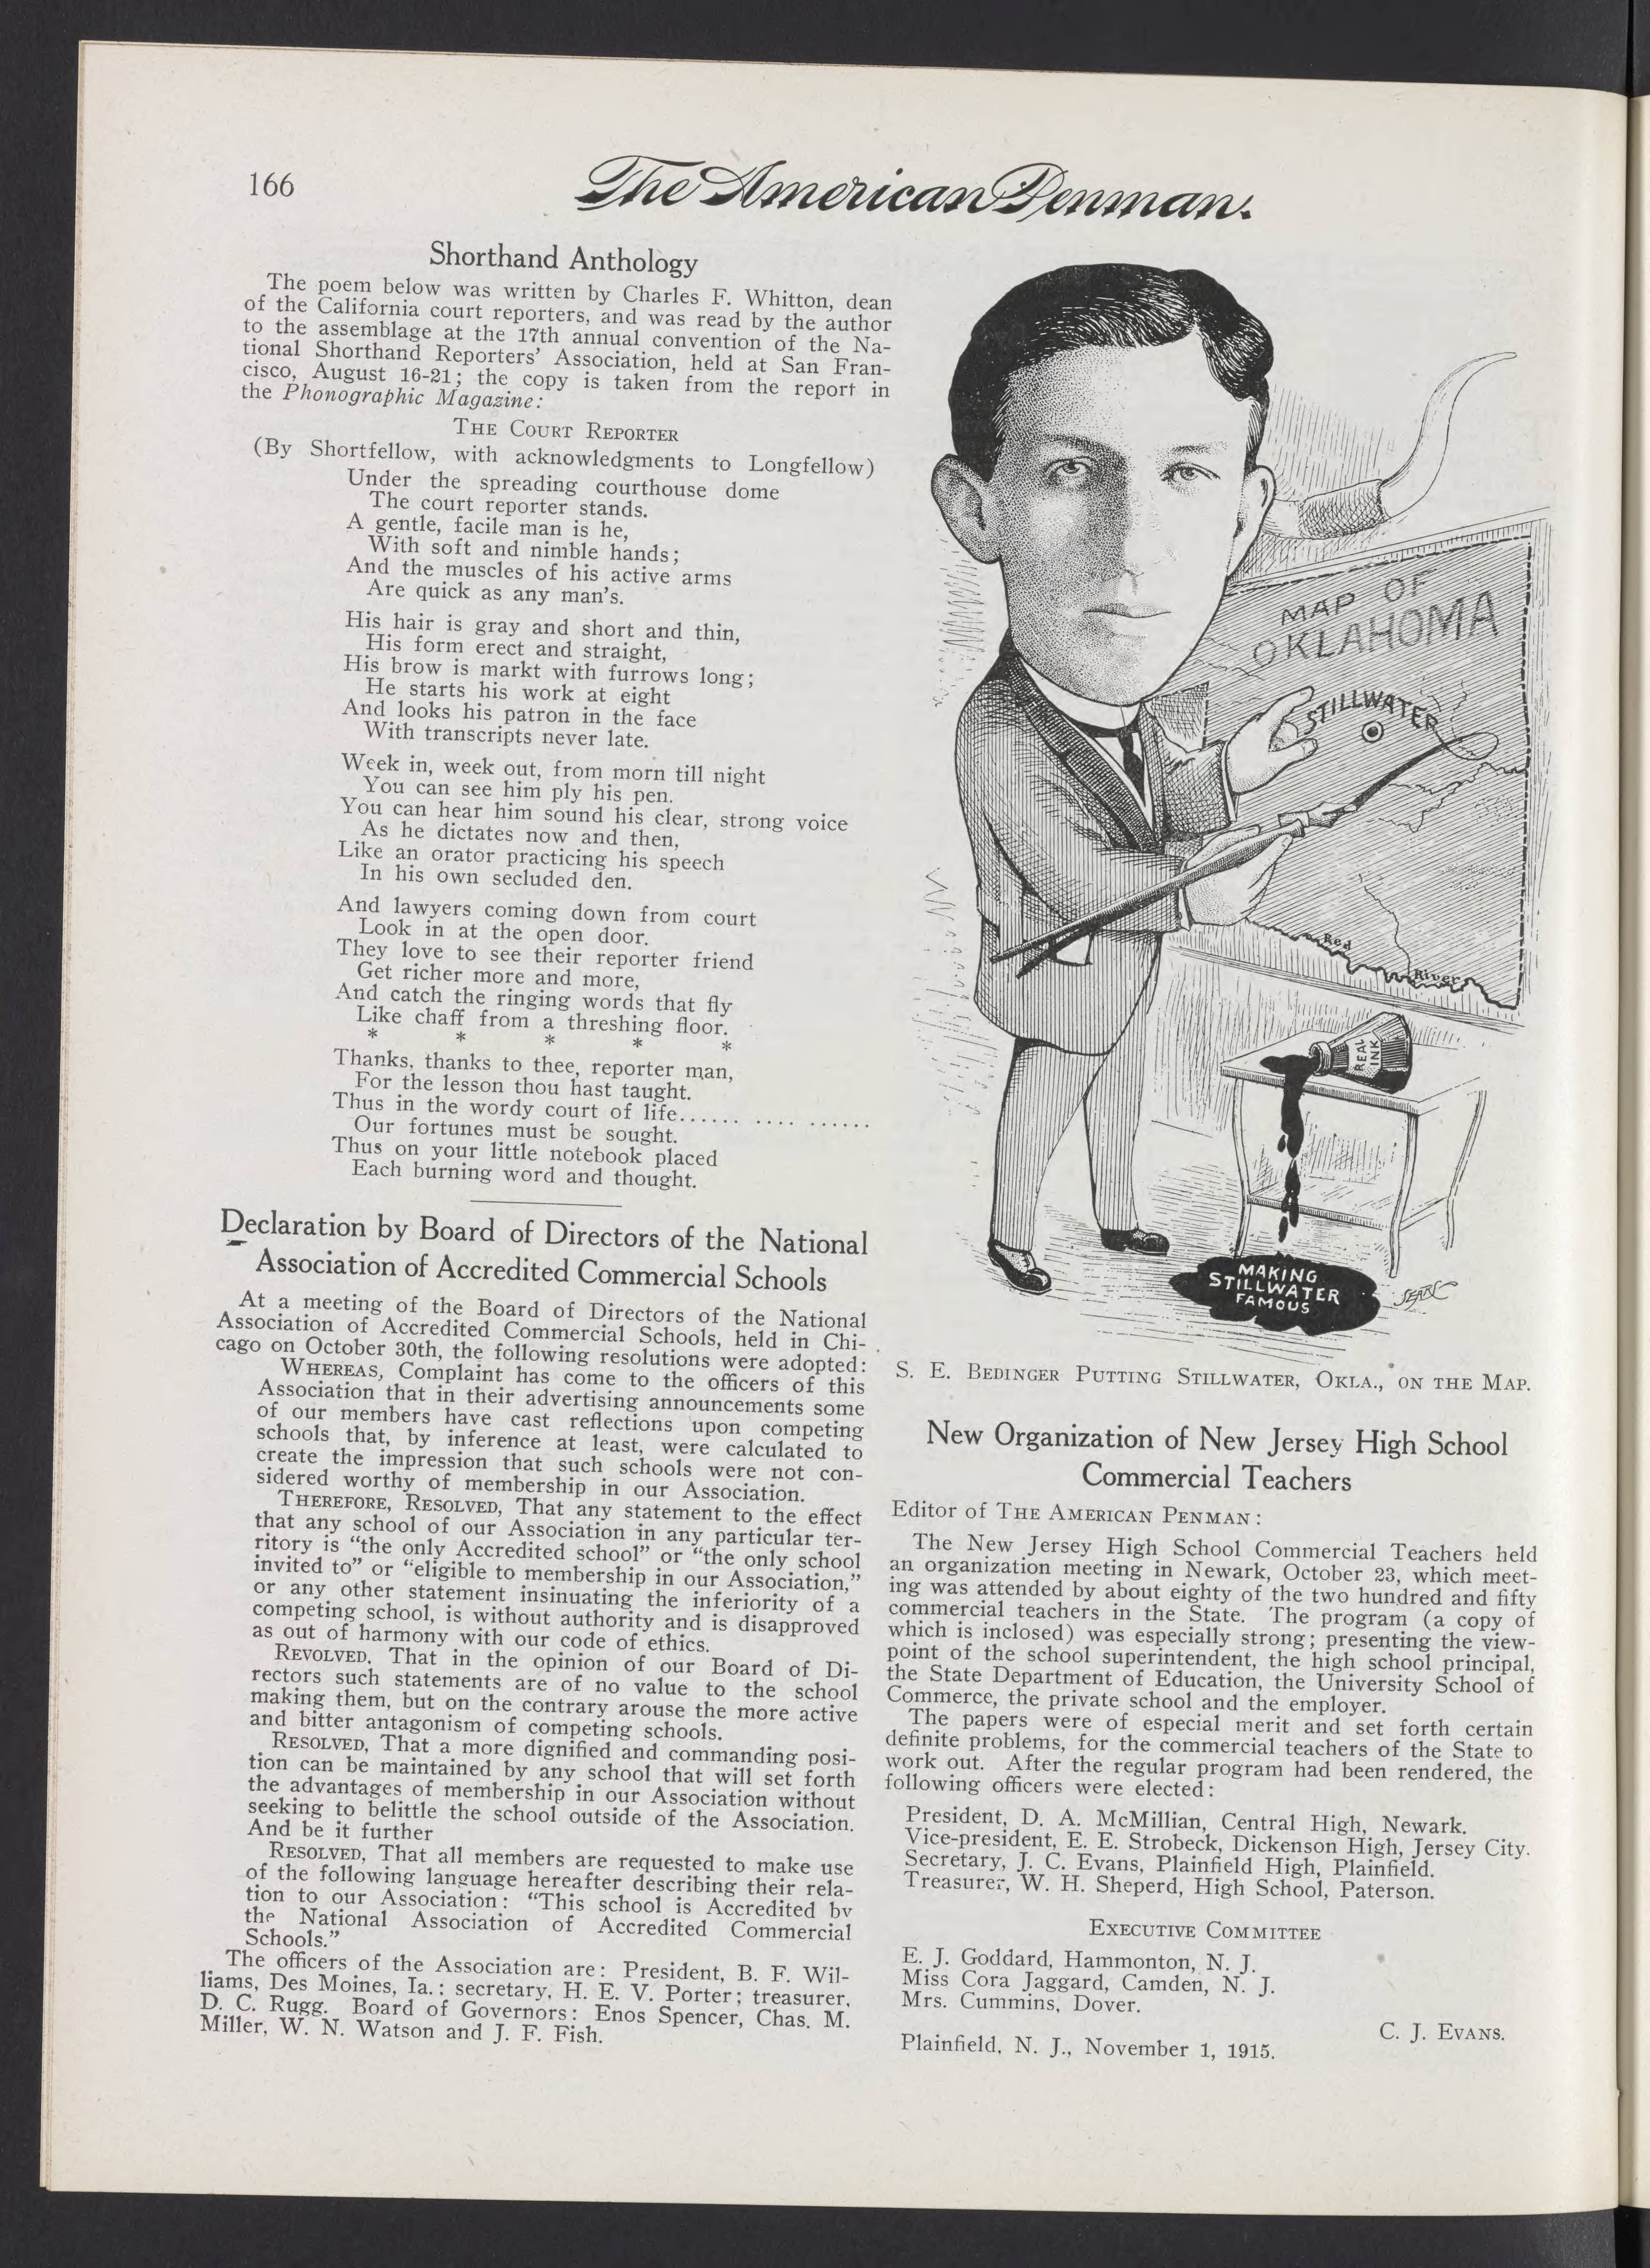 166
The American Penman.
Shorthand Anthology
The poem below was written by Charles F. Whitton, dean
of the California court reporters, and was read by the author
to the assemblage at the 17th annual convention of the Na-
tional Shorthand Reporters' Association, held at San Fran-
cisco, August 16-21; the copy is taken from the report in
the Phonographic Magazine:
THE COURT REPORTER
(By Shortfellow, with acknowledgments to Longfellow)
Under the spreading courthouse dome
The court reporter stands.
A gentle, facile man is he,
With soft and nimble hands;
And the muscles of his active arms
Are quick as any man's.
His hair is gray and short and thin,
His form erect and straight,
His brow is markt with furrows long;
He starts his work at eight
And looks his patron in the face
With transcripts never late.
Week in, week out, from morn till night
You can see him ply his pen.
You can hear him sound his clear, strong voice
As he dictates now and then,
Like an orator practicing his speech
In his own secluded den.
And lawyers coming down from court
Look in at the open door.
They love to see their reporter friend
Get richer more and more,
And catch the ringing words that fly
Like chaff from a threshing floor.
* * * * *
Thanks, thanks to thee, reporter man,
For the lesson thou hast taught.
Thus in the wordy court of life...... .... ......
Our fortunes must be sought.
Thus on your little notebook placed
Each burning word and thought.
Declaration by Board of Directors of the National
Association of Accredited Commercial Schools
At a meeting of the Board of Directors of the National
Association of Accredited Commercial Schools, held in Chi-
cago on October 30th, the following resolutions were adopted:
WHEREAS, Complaint has come to the officers of this
Association that in their advertising announcements some
of our members have cast reflections upon competing
schools that, by inference at least, were calculated to
create the impression that such schools were not con-
sidered worthy of membership in our Association.
THEREFORE, RESOLVED, That any statement to the effect
that any school of our Association in any particular ter-
ritory is "the only Accredited school" or "the only school
invited to" or "eligible to membership in our Association,"
or any other statement insinuating the inferiority of a
competing school, is without authority and is disapproved
as out of harmony with our code of ethics.
REVOLVED, That in the opinion of our Board of Di-
rectors such statements are of no value to the school
making them, but on the contrary arouse the more active
and bitter antagonism of competing schools.
RESOLVED, That a more dignified and commanding posi-
tion can be maintained by any school that will set forth
the advantages of membership in our Association without
seeking to belittle the school outside of the Association.
And be it further
RESOLVED, That all members are requested to make use
of the following language hereafter describing their rela-
tion to our Association: "This school is Accredited by
the National Association of Accredited Commercial
Schools."
The officers of the Association are: President, B. F. Wil-
liams, Des Moines, Ia.: secretary, H. E. V. Porter; treasurer,
D. C. Rugg. Board of Governors: Enos Spencer, Chas. M.
Miller, W. N. Watson and J. F. Fish.
MAP OF
OKLAHOMA
STILLWATER
Red
River
REAL
INK
MAKING
STILLWATER
FAMOUS
SEARS
S. E. BEDINGER PUTTING STILLWATER, OKLA., ON THE MAP.
New Organization of New Jersey High School
Commercial Teachers
Editor of THE AMERICAN PENMAN:
The New Jersey High School Commercial Teachers held
an organization meeting in Newark, October 23, which meet-
ing was attended by about eighty of the two hundred and fifty
commercial teachers in the State. The program (a copy of
which is inclosed) was especially strong; presenting the view-
point of the school superintendent, the high school principal,
the State Department of Education, the University School of
Commerce, the private school and the employer.
The papers were of especial merit and set forth certain
definite problems, for the commercial teachers of the State to
work out. After the regular program had been rendered, the
following officers were elected:
President, D. A. McMillian, Central High, Newark.
Vice-president, E. E. Strobeck, Dickenson High, Jersey City.
Secretary, J. C. Evans, Plainfield High, Plainfield.
Treasurer, W. H. Sheperd, High School, Paterson.
EXECUTIVE COMMITTEE
E. J. Goddard, Hammonton, N. J.
Miss Cora Jaggard, Camden, N. J.
Mrs. Cummins, Dover.
C. J. EVANS.
Plainfield, N. J., November 1, 1915.